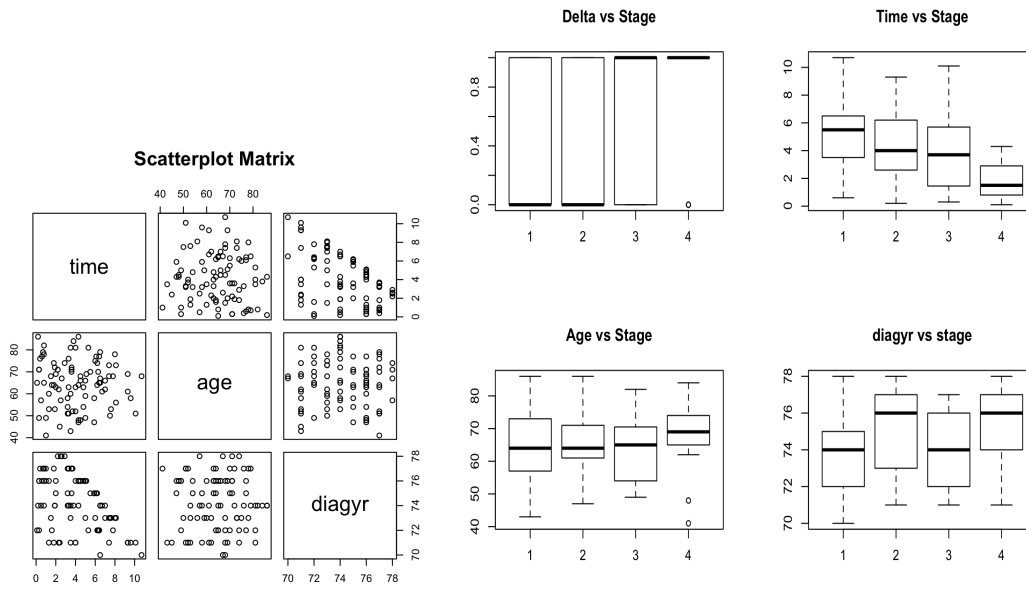 Scatterplot Matrix
40 50 60 70 80
time
0 2 4 6 8 10
40 50 60 70 80
age
diagyr
70 72 74 76 78
0 2 4 6 8 10
70 72 74 76 78
Delta vs Stage
0.0 0.4 0.8
1 2 3 4
Time vs Stage
0 2 4 6 8 10
1 2 3 4
Age vs Stage
40 50 60 70 80
1 2 3 4
diagyr vs stage
70 72 74 76 78
1 2 3 4